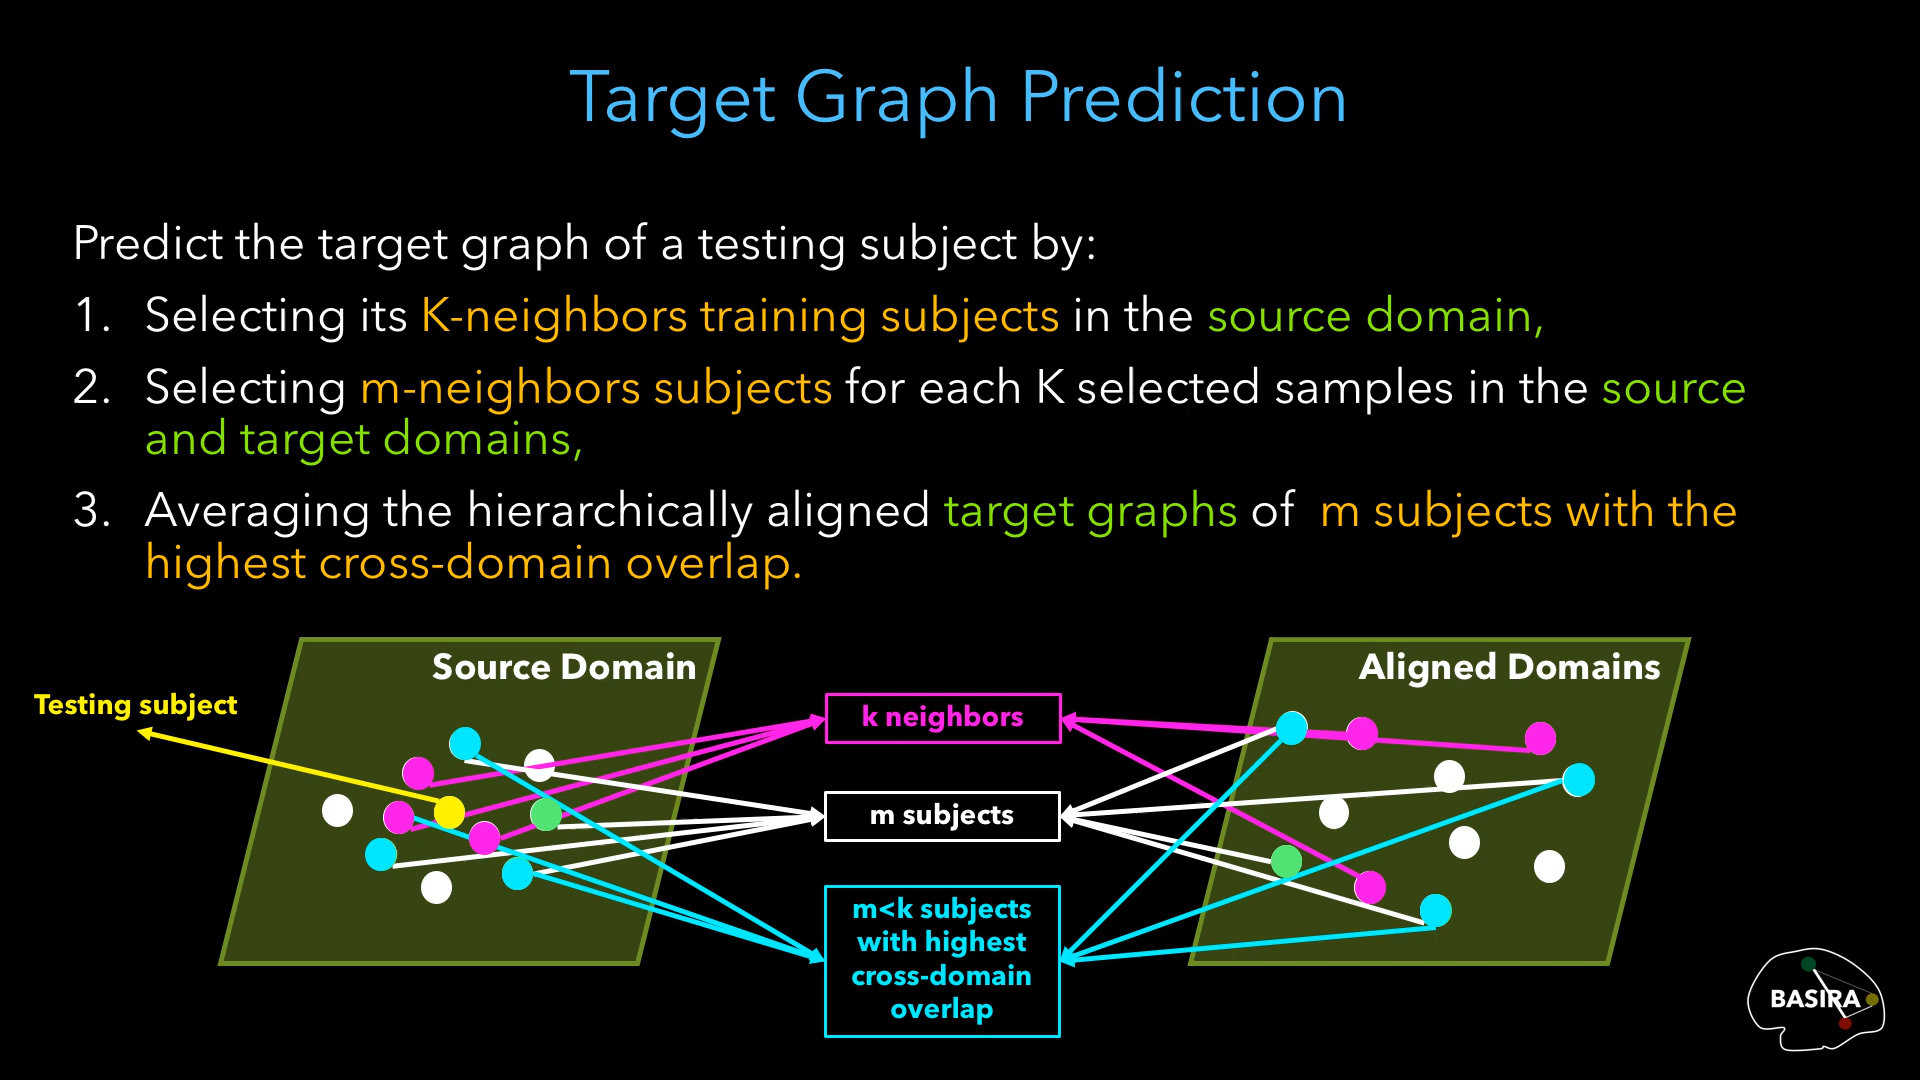 Target Graph Prediction
Predict the target graph of a testing subject by:
1. Selecting its K-neighbors training subjects in the source domain,
2. Selecting m-neighbors subjects for each K selected samples in the source
and target domains,
3. Averaging the hierarchically aligned target graphs of m subjects with the
highest cross-domain overlap.
Source Domain
Aligned Domains
Testing subject
k neighbors
m subjects
m<k subjects
with highest
cross-domain
overlap
BASIRA